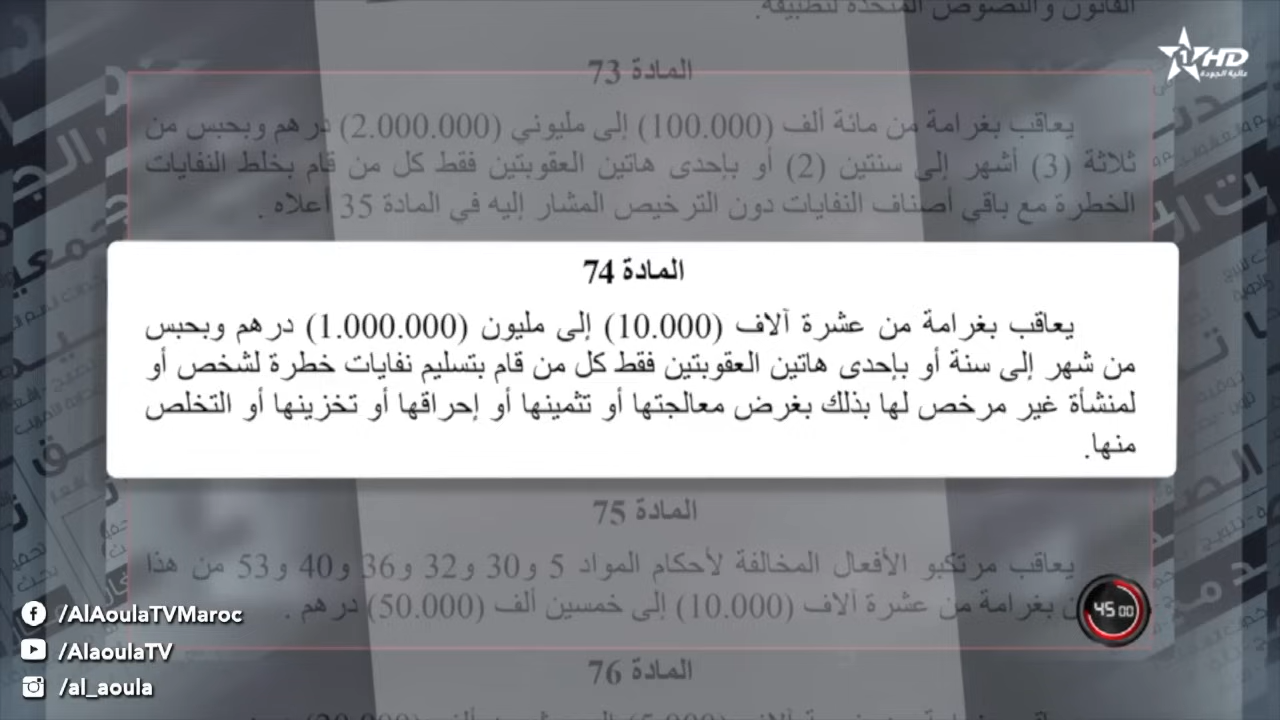 القانون والنصوص المتخذة لتطبيقه.
HD
عالية الجودة
المادة 73
يعاقب بغرامة من مائة ألف (100.000) إلى مليوني (2.000.000) درهم وبحبس من
ثلاثة (3) أشهر إلى سنتين (2) أو بإحدى هاتين العقوبتين فقط كل من قام بخلط النفايات
الخطرة مع باقي أصناف النفايات دون الترخيص المشار إليه في المادة 35 أعلاه .
المادة 74
يعاقب بغرامة من عشرة آلاف (10.000) إلى مليون (1.000.000) درهم وبحبس
من شهر إلى سنة أو بإحدى هاتين العقوبتين فقط كل من قام بتسليم نفايات خطرة لشخص أو
لمنشأة غير مرخص لها بذلك بغرض معالجتها أو تثمينها أو إحراقها أو تخزينها أو التخلص
منها.
المادة 75
يعاقب مرتكبو الأفعال المخالفة لأحكام المواد 5 و30 و32 و36 و40 و53 من هذا
بغرامة من عشرة آلاف (10.000) إلى خمسين ألف (50.000) درهم .
45 00
المادة 76
/AlAoulaTVMaroc
/AlaoulaTV
/al_aoula